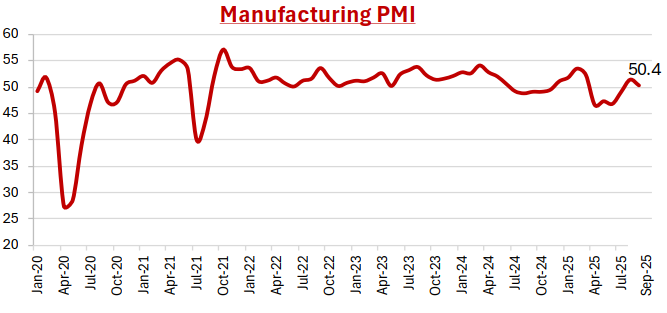 Manufacturing PMI
60
55
50
45
40
35
30
25
20
50.4
Jan-20
Apr-20
Jul-20
Oct-20
Jan-21
Apr-21
Jul-21
Oct-21
Jan-22
Apr-22
Jul-22
Oct-22
Jan-23
Apr-23
Jul-23
Oct-23
Jan-24
Apr-24
Jul-24
Oct-24
Jan-25
Apr-25
Jul-25
Sep-25